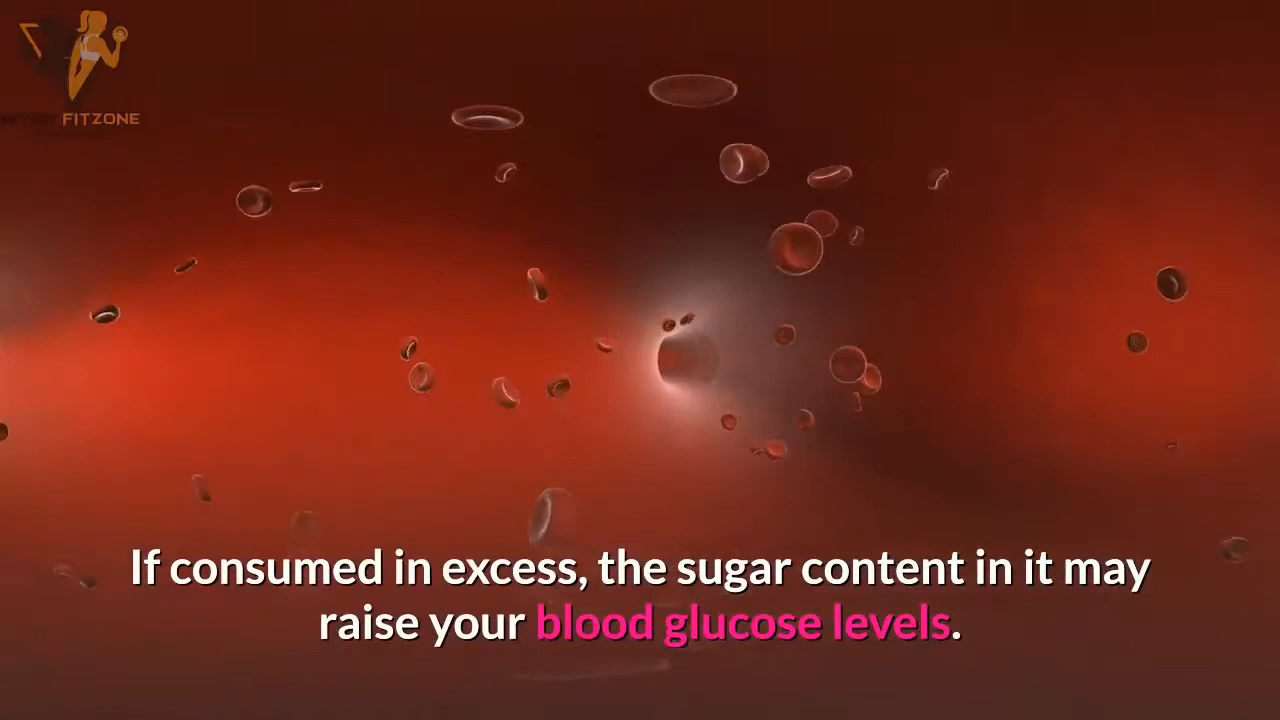 FITZONE
If consumed in excess, the sugar content in it may
raise your blood glucose levels.